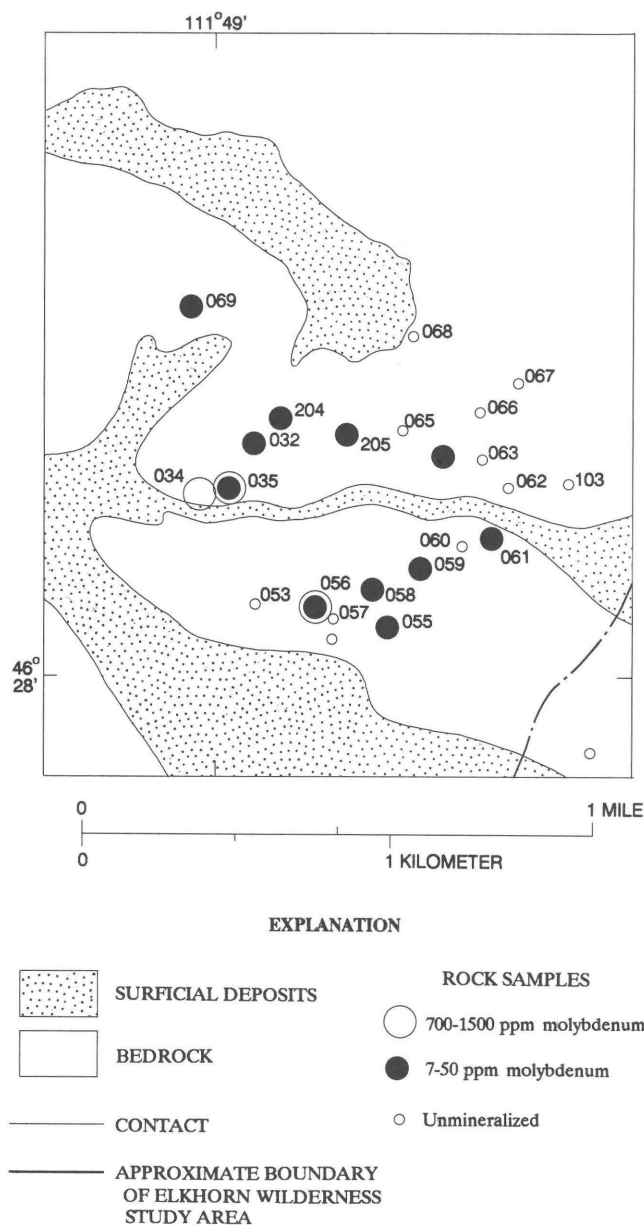 111°49'
069
068
067
204
065
066
032
205
063
034
035
062
103
060
061
059
056
053
058
057
055
46°
28'
0
1 MILE
0
1 KILOMETER
EXPLANATION
SURFICIAL DEPOSITS
BEDROCK
CONTACT
APPROXIMATE BOUNDARY
OF ELKHORN WILDERNESS
STUDY AREA
ROCK SAMPLES
700-1500 ppm molybdenum
7-50 ppm molybdenum
Unmineralized